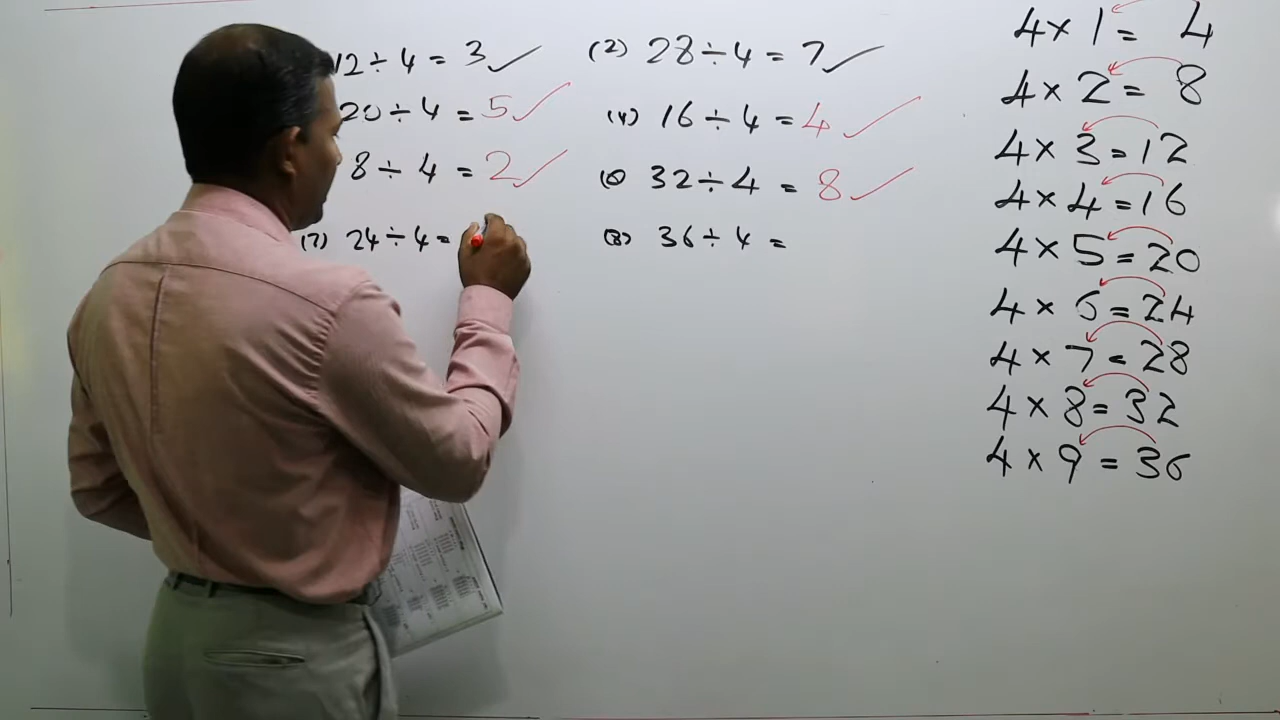 12÷4 = 3 ✓ (2) 28÷4 = 7 ✓
20÷4 = 5 ✓ (4) 16÷4 = 4 ✓
8÷4 = 2 ✓ (6) 32÷4 = 8 ✓
(7) 24÷4= (8) 36÷4 =
4× 1 = 4
4× 2 = 8
4× 3 = 12
4× 4 = 16
4× 5 = 20
4× 6 = 24
4× 7 = 28
4× 8 = 32
4× 9 = 36